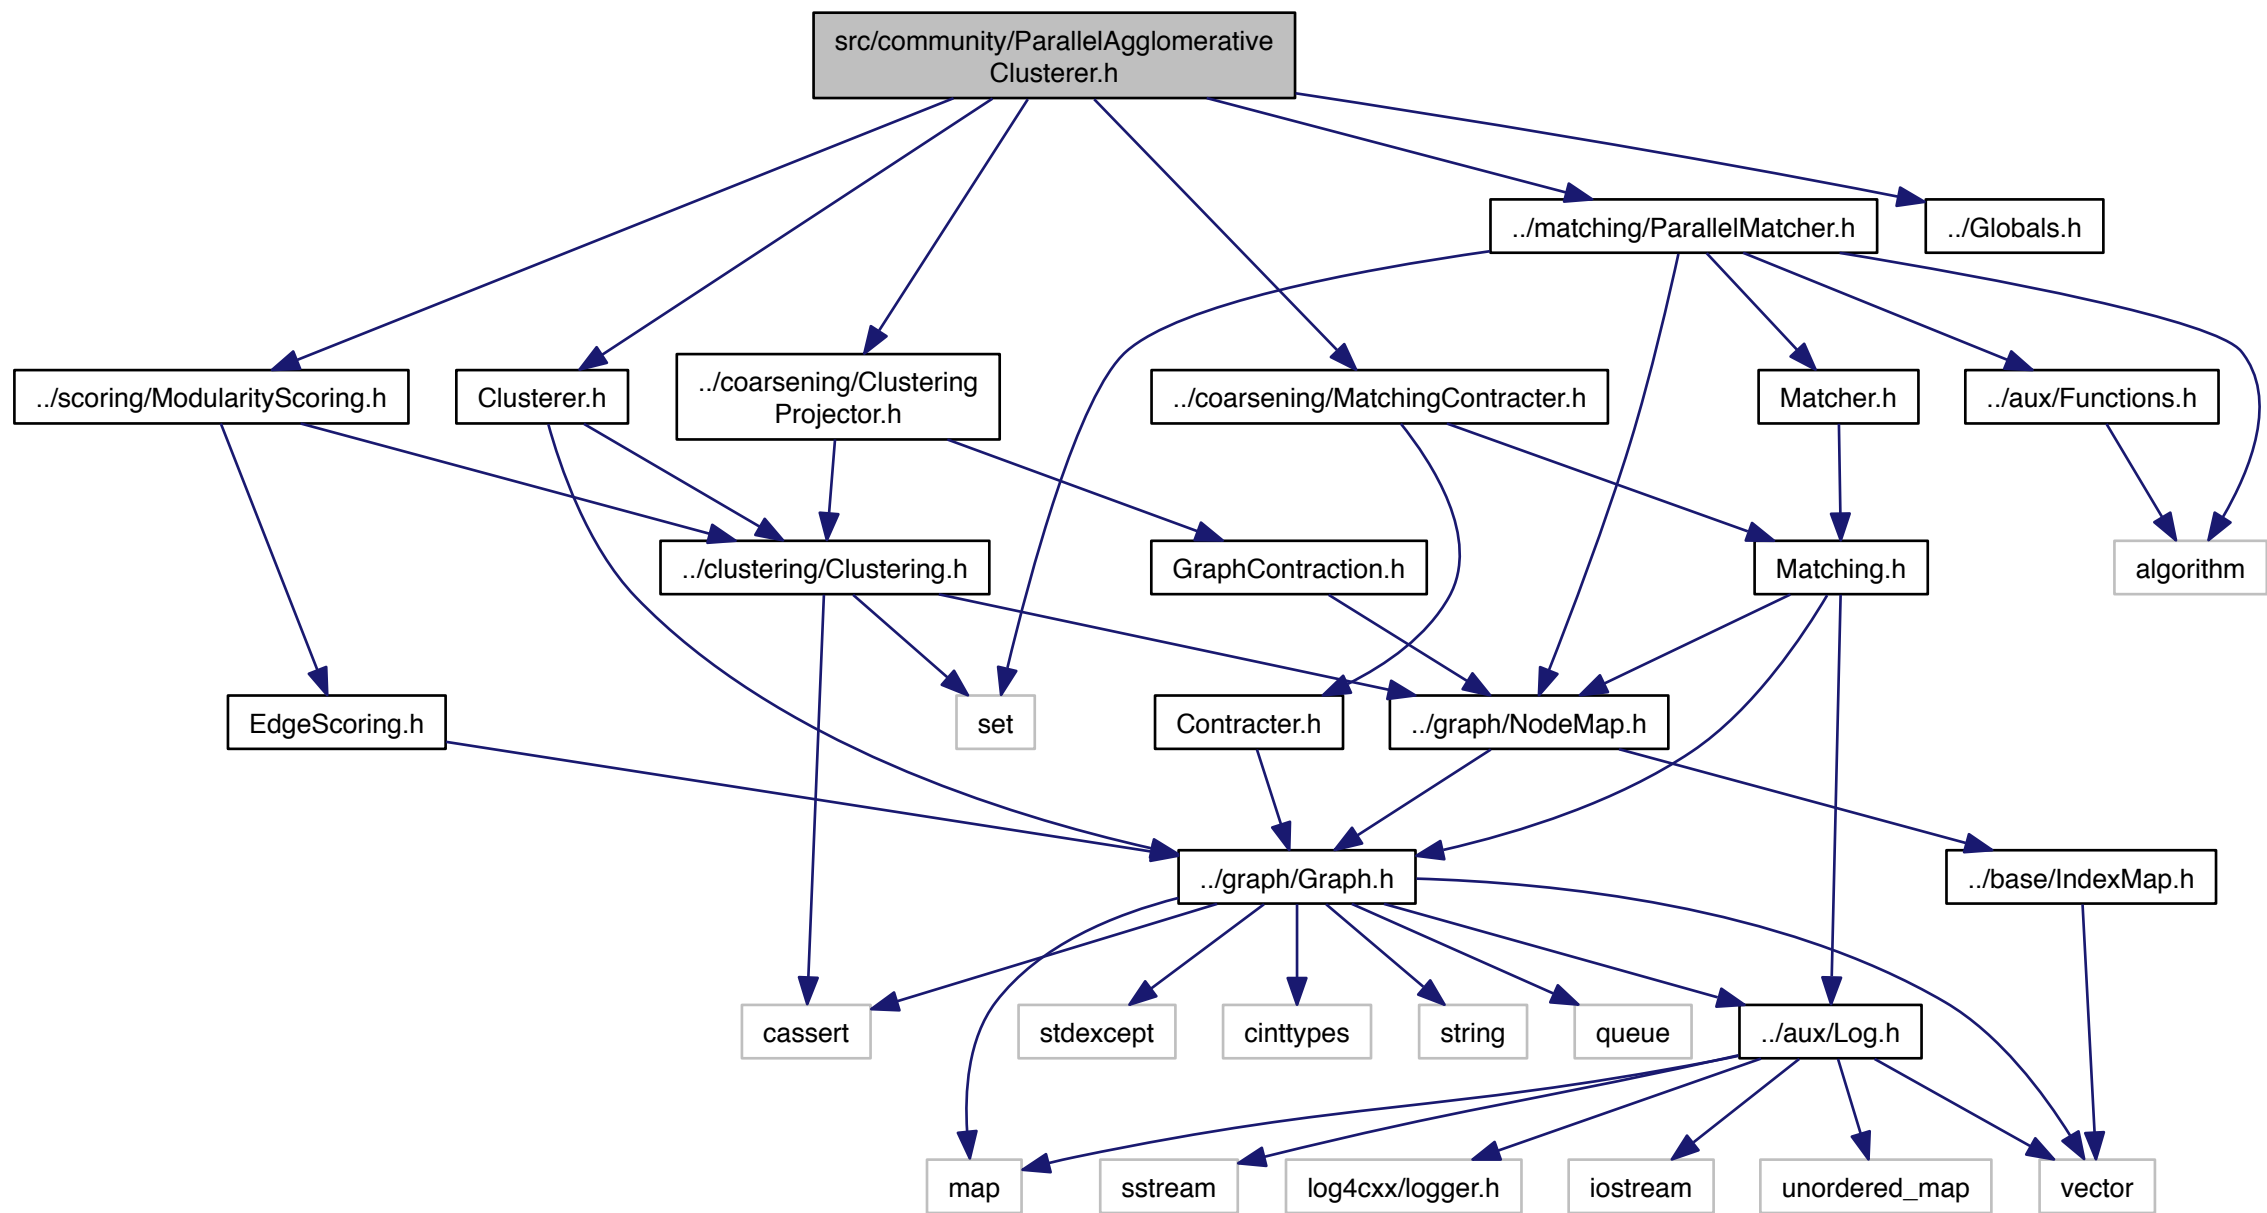 src/community/ParallelAgglomerative
Clusterer.h
../matching/ParallelMatcher.h
../Globals.h
../scoring/ModularityScoring.h
Clusterer.h
../coarsening/Clustering
Projector.h
../coarsening/MatchingContracter.h
Matcher.h
../aux/Functions.h
../clustering/Clustering.h
GraphContraction.h
Matching.h
algorithm
EdgeScoring.h
set
Contracter.h
../graph/NodeMap.h
../graph/Graph.h
../base/IndexMap.h
cassert
stdexcept
cinttypes
string
queue
../aux/Log.h
map
sstream
log4cxx/logger.h
iostream
unordered_map
vector